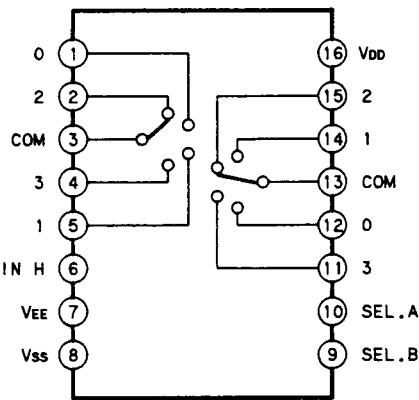 0 1 16 VDD
2 2 15 2
COM 3 14 1
3 4 13 COM
1 5 12 0
IN H 6 11 3
VEE 7 10 SEL.A
VSS 8 9 SEL.B